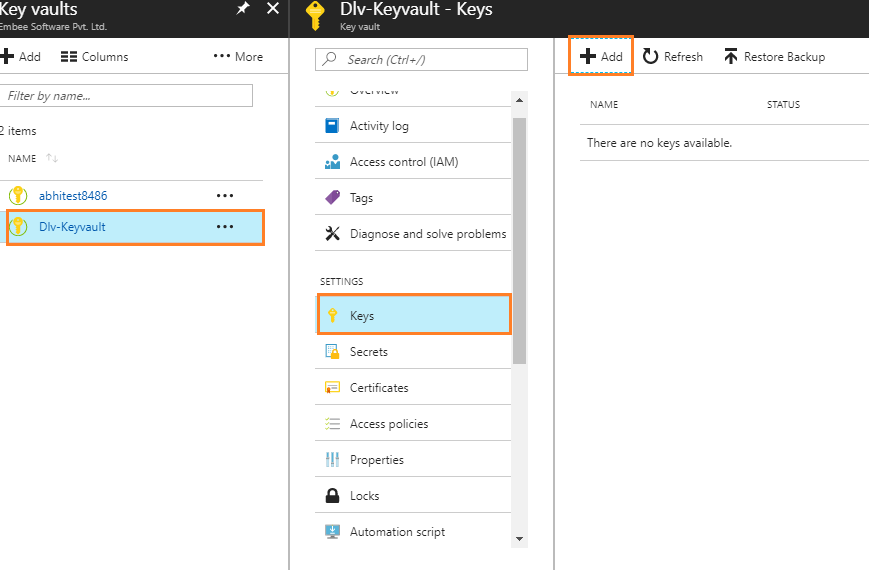 Key vaults
Embee Software Pvt. Ltd.
Add
Columns
••• More
Filter by name...
2 items
NAME
abhitest8486
•••
Dlv-Keyvault
•••
Dlv-Keyvault - Keys
Key vault
Search (Ctrl+/)
Overview
Activity log
Access control (IAM)
Tags
Diagnose and solve problems
SETTINGS
Keys
Secrets
Certificates
Access policies
Properties
Locks
Automation script
Add
Refresh
Restore Backup
NAME
STATUS
There are no keys available.